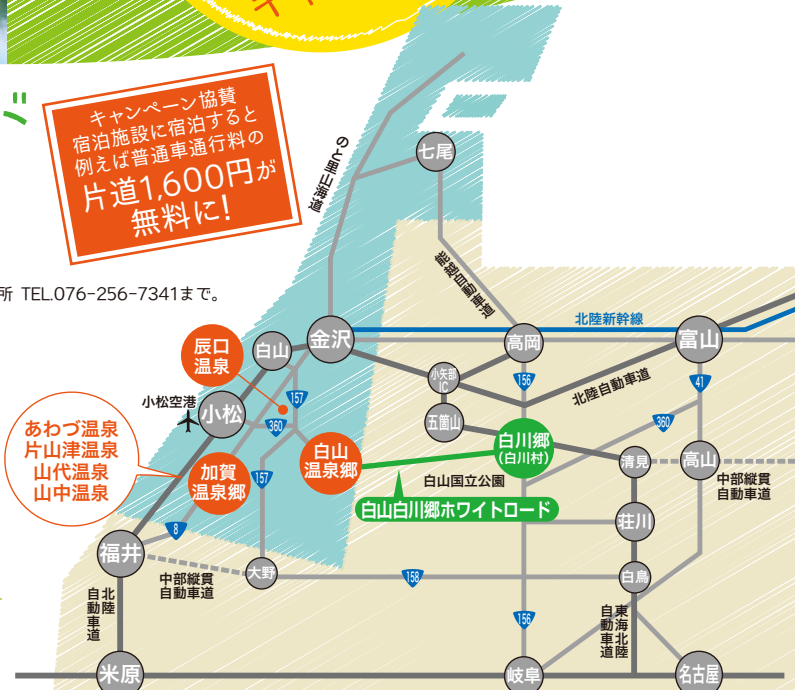 キャンペーン協賛
宿泊施設に宿泊すると
例えば普通車通行料の
片道1,600円が
無料に!
所 TEL.076-256-7341まで。
のと里山海道
七尾
能越自動車道
北陸新幹線
金沢
高岡
富山
白山
辰口
温泉
小矢部
IC
156
北陸自動車道
41
小松空港
小松
157
360
五箇山
360
あわづ温泉
片山津温泉
山代温泉
山中温泉
加賀
温泉郷
白山
温泉郷
157
白川郷
(白川村)
白山国立公園
清見
高山
中部縦貫
自動車道
白山白川郷ホワイトロード
荘川
8
福井
中部縦貫
自動車道
大野
158
白鳥
北陸
自動車道
156
東海北陸
自動車道
米原
岐阜
名古屋